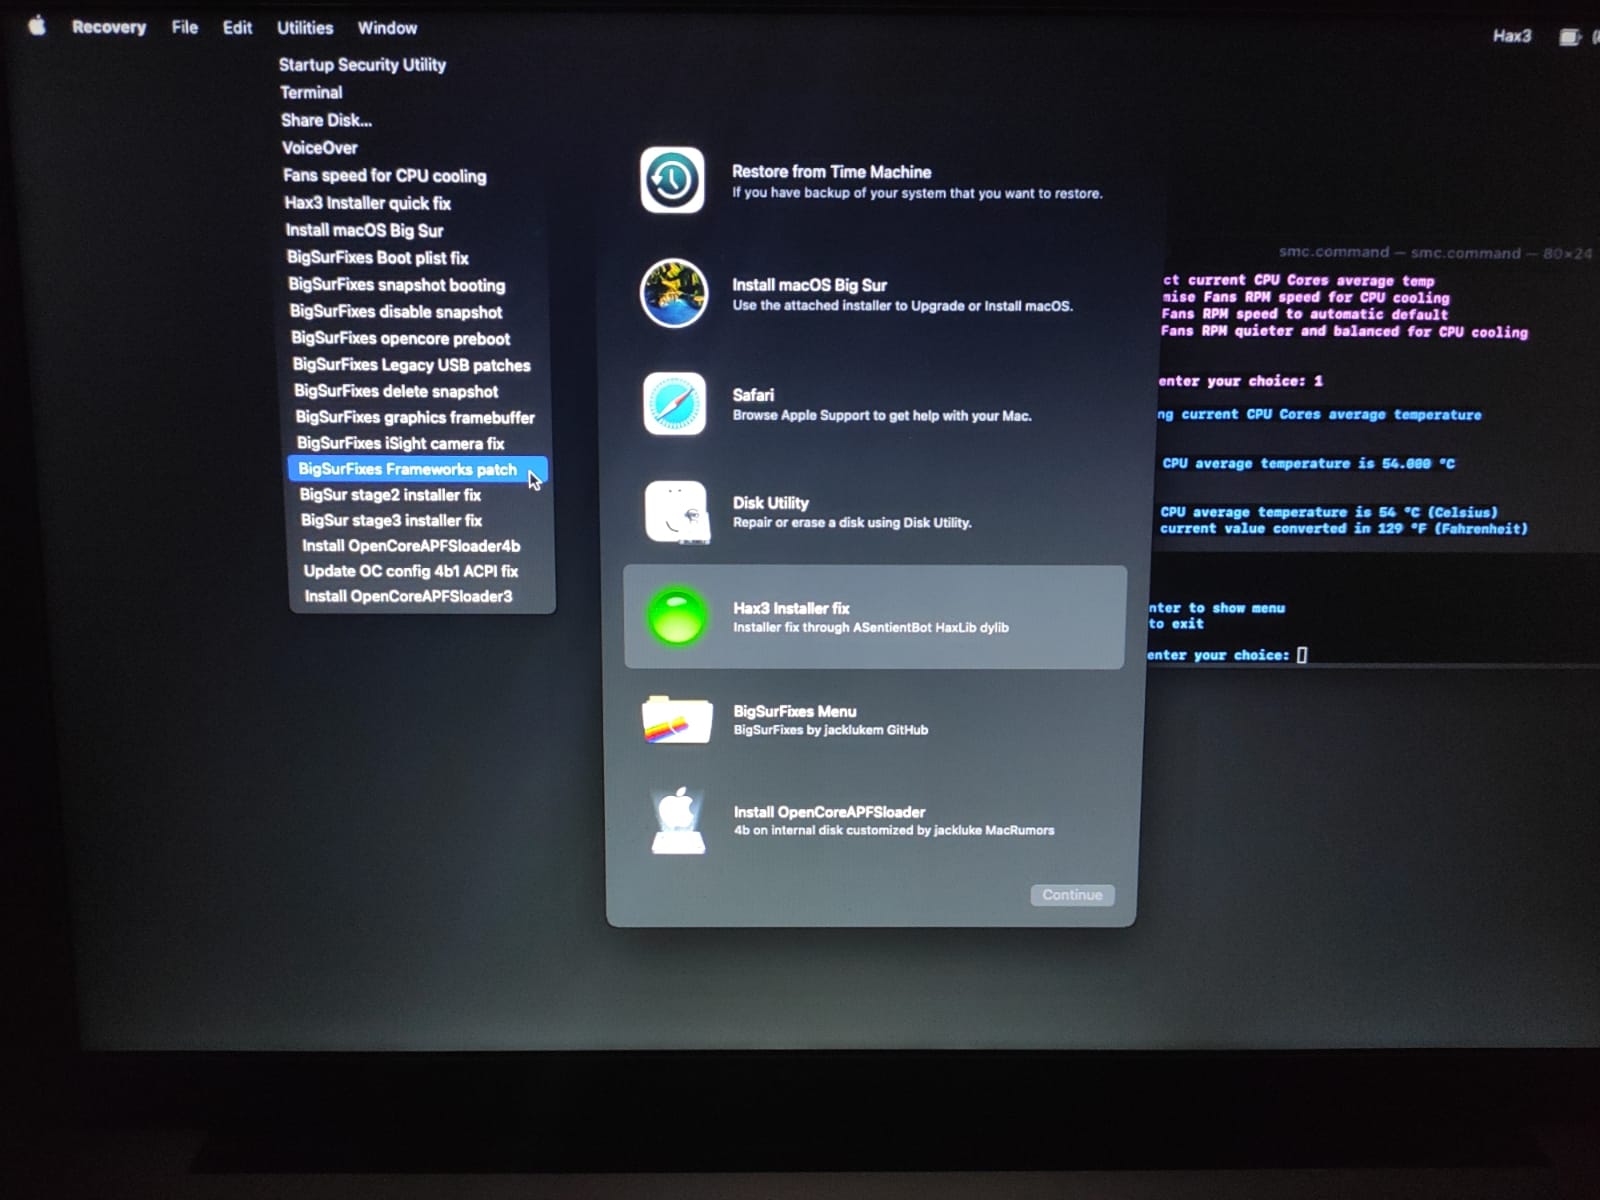 Recovery File Edit Utilities Window
Hax3
Startup Security Utility
Terminal
Share Disk...
VoiceOver
Fans speed for CPU cooling
Hax3 Installer quick fix
Install macOS Big Sur
BigSurFixes Boot plist fix
BigSurFixes snapshot booting
BigSurFixes disable snapshot
BigSurFixes opencore preboot
BigSurFixes Legacy USB patches
BigSurFixes delete snapshot
BigSurFixes graphics framebuffer
BigSurFixes iSight camera fix
BigSurFixes Frameworks patch
BigSur stage2 installer fix
BigSur stage3 installer fix
Install OpenCoreAPFSloader4b
Update OC config 4b1 ACPI fix
Install OpenCoreAPFSloader3
Restore from Time Machine
If you have backup of your system that you want to restore.
Install macOS Big Sur
Use the attached installer to Upgrade or Install macOS.
Safari
Browse Apple Support to get help with your Mac.
Disk Utility
Repair or erase a disk using Disk Utility.
Hax3 Installer fix
Installer fix through ASentientBot HaxLib dylib
BigSurFixes Menu
BigSurFixes by jacklukem GitHub
Install OpenCoreAPFSloader
4b on internal disk customized by jackluke MacRumors
Continue
smc.command — smc.command — 80×24
ct current CPU Cores average temp
mise Fans RPM speed for CPU cooling
Fans RPM speed to automatic default
Fans RPM quieter and balanced for CPU cooling
enter your choice: 1
ng current CPU Cores average temperature
CPU average temperature is 54.000 °C
CPU average temperature is 54 °C (Celsius)
current value converted in 129 °F (Fahrenheit)
nter to show menu
to exit
enter your choice: